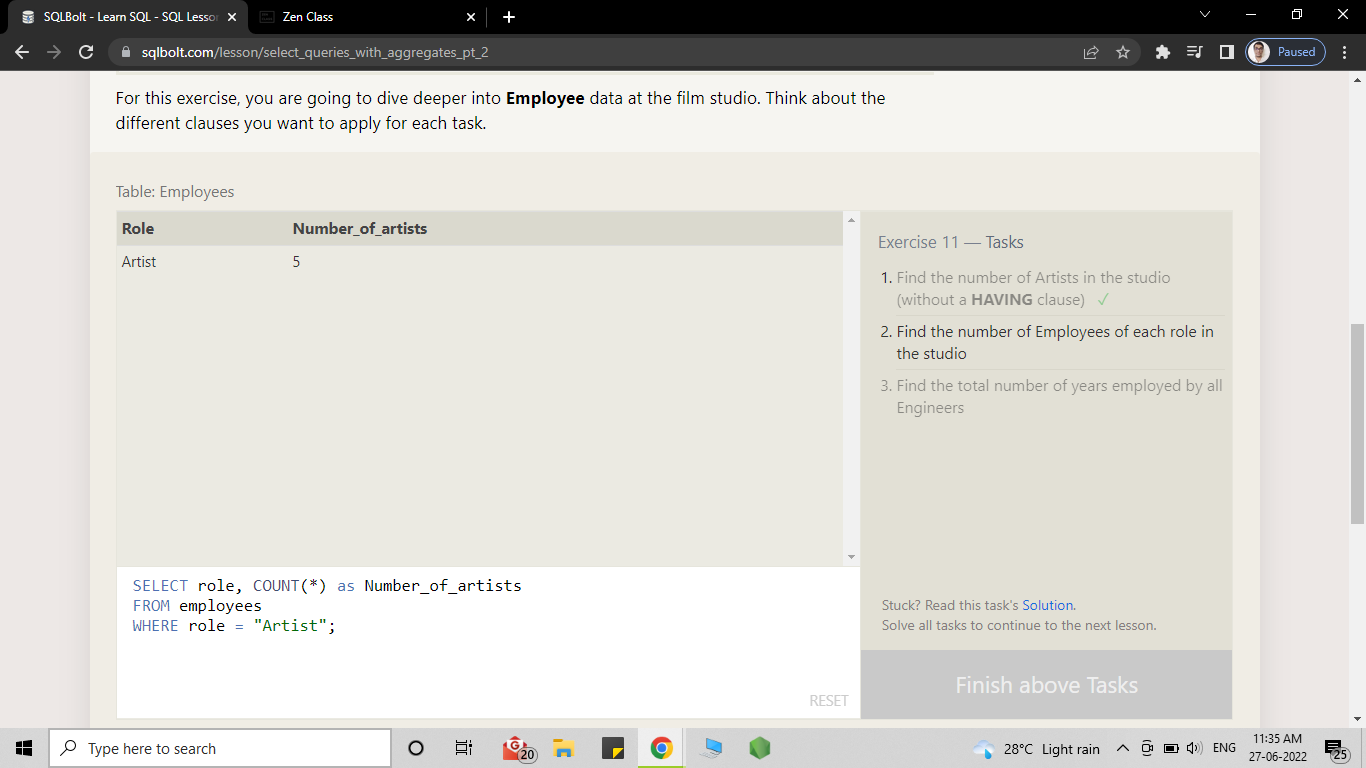 SQLBolt - Learn SQL - SQL Lesson
Zen Class
sqlbolt.com/lesson/select_queries_with_aggregates_pt_2
Paused
For this exercise, you are going to dive deeper into Employee data at the film studio. Think about the
different clauses you want to apply for each task.
Table: Employees
Role Number_of_artists
Artist 5
Exercise 11 — Tasks
1. Find the number of Artists in the studio
(without a HAVING clause) ✓
2. Find the number of Employees of each role in
the studio
3. Find the total number of years employed by all
Engineers
SELECT role, COUNT(*) as Number_of_artists
FROM employees
WHERE role = "Artist";
RESET
Stuck? Read this task's Solution.
Solve all tasks to continue to the next lesson.
Finish above Tasks
Type here to search
G
20
28°C Light rain
ENG
11:35 AM
27-06-2022
25